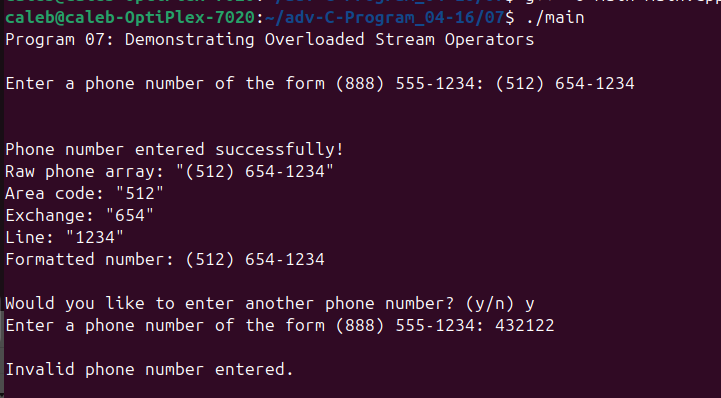 caleb@caleb-OptiPlex-7020:~/adv-C-Program_04-16/07$ ./main
Program 07: Demonstrating Overloaded Stream Operators
Enter a phone number of the form (888) 555-1234: (512) 654-1234
Phone number entered successfully!
Raw phone array: "(512) 654-1234"
Area code: "512"
Exchange: "654"
Line: "1234"
Formatted number: (512) 654-1234
Would you like to enter another phone number? (y/n) y
Enter a phone number of the form (888) 555-1234: 432122
Invalid phone number entered.